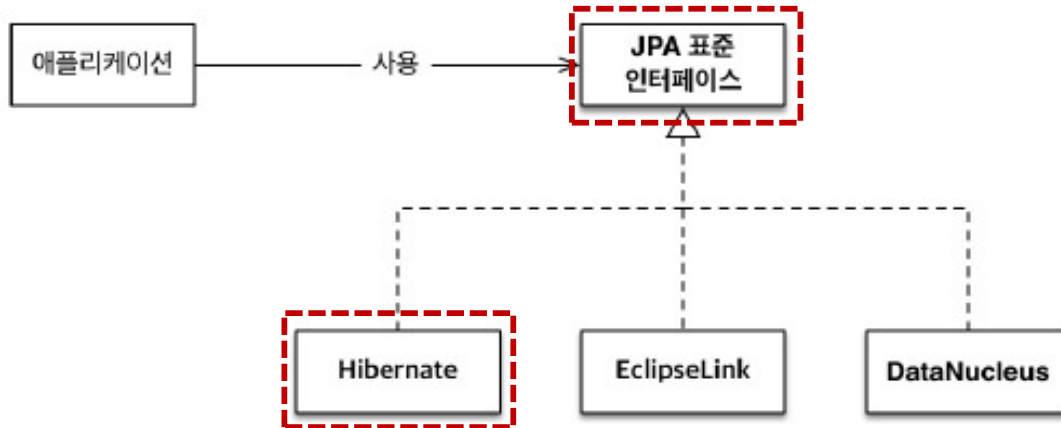 애플리케이션
사용
JPA 표준
인터페이스
Hibernate
EclipseLink
DataNucleus